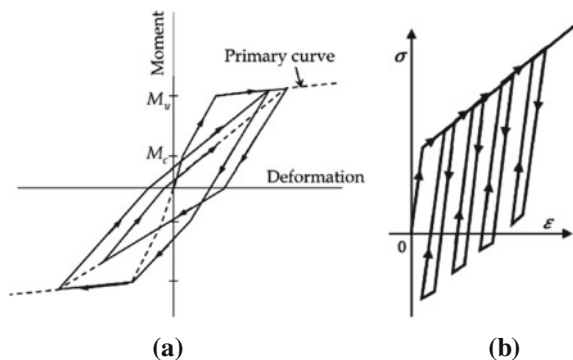 Moment
Primary curve
M_u
M_c
Deformation
σ
0
ε
(a)
(b)